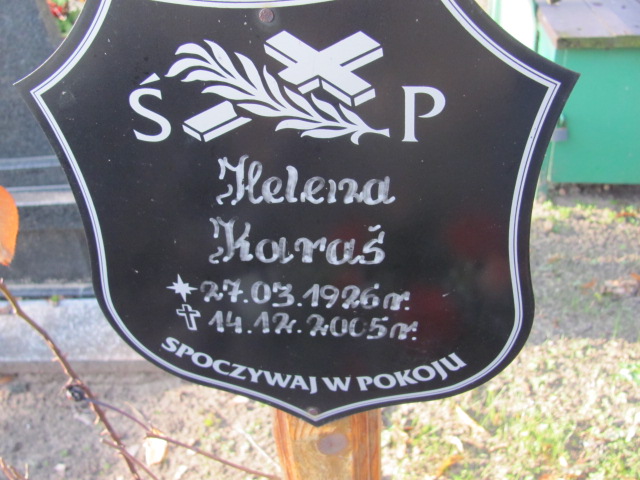 Ś P
Helena
Karaś
27.03.1926r.
14.12.2005r.
SPOCZYWAJ W POKOJU